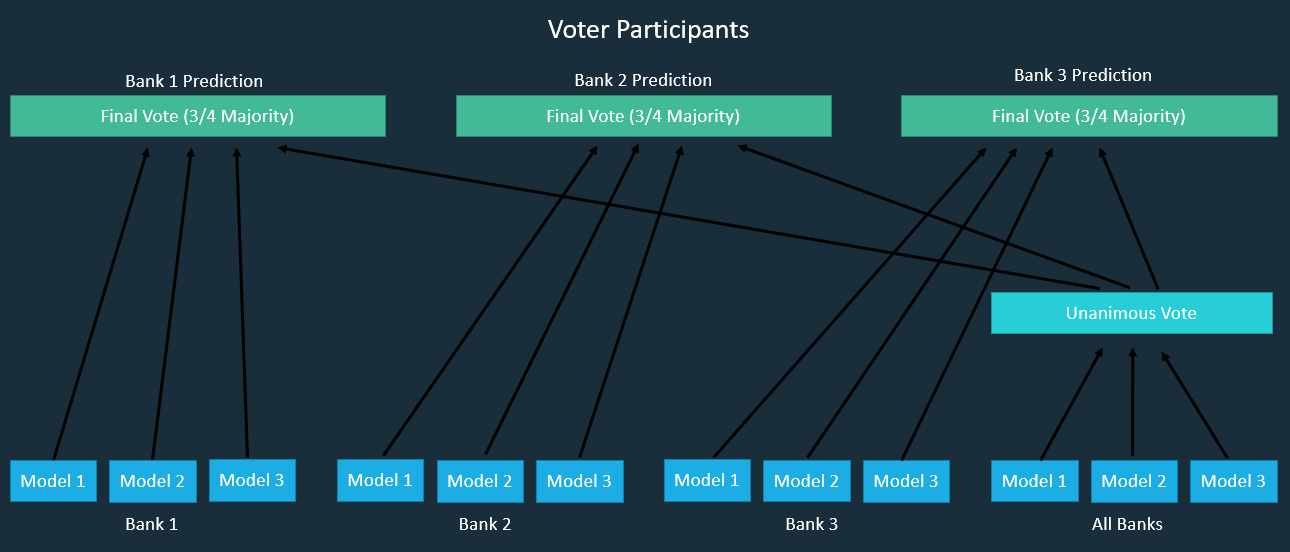 Voter Participants
Bank 1 Prediction
Bank 2 Prediction
Bank 3 Prediction
Final Vote (3/4 Majority)
Final Vote (3/4 Majority)
Final Vote (3/4 Majority)
Unanimous Vote
Model 1
Model 2
Model 3
Model 1
Model 2
Model 3
Model 1
Model 2
Model 3
Model 1
Model 2
Model 3
Bank 1
Bank 2
Bank 3
All Banks